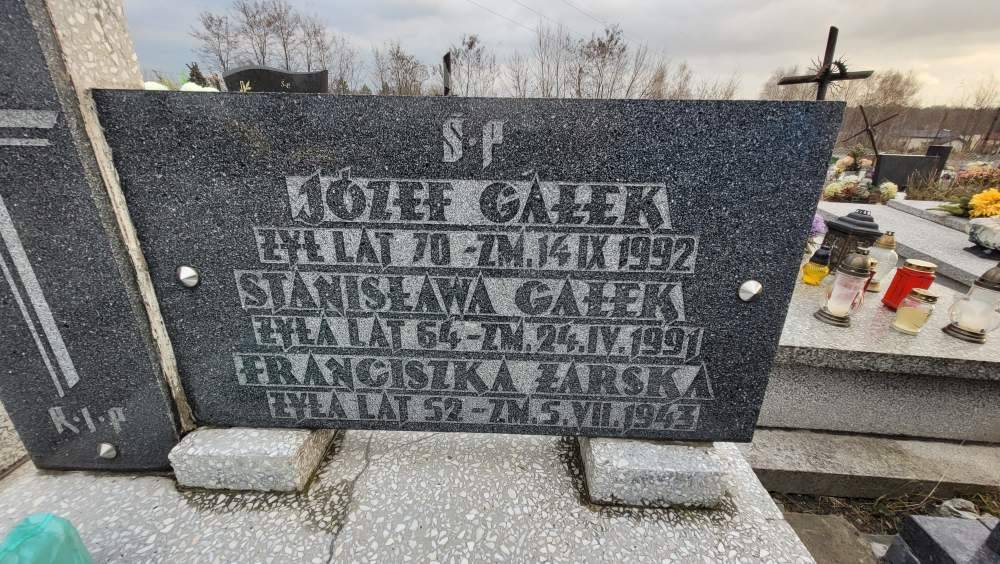 Ś.P
JÓZEF GAŁEK
ŻYŁ LAT 70-ZM. 14 IX 1992
STANISŁAWA GAŁEK
ŻYŁA LAT 64-ZM. 24.IV.1991
FRANCISZKA ŻARSKA
ŻYŁA LAT 52-ZM. 5. VII. 1943
R.I.P